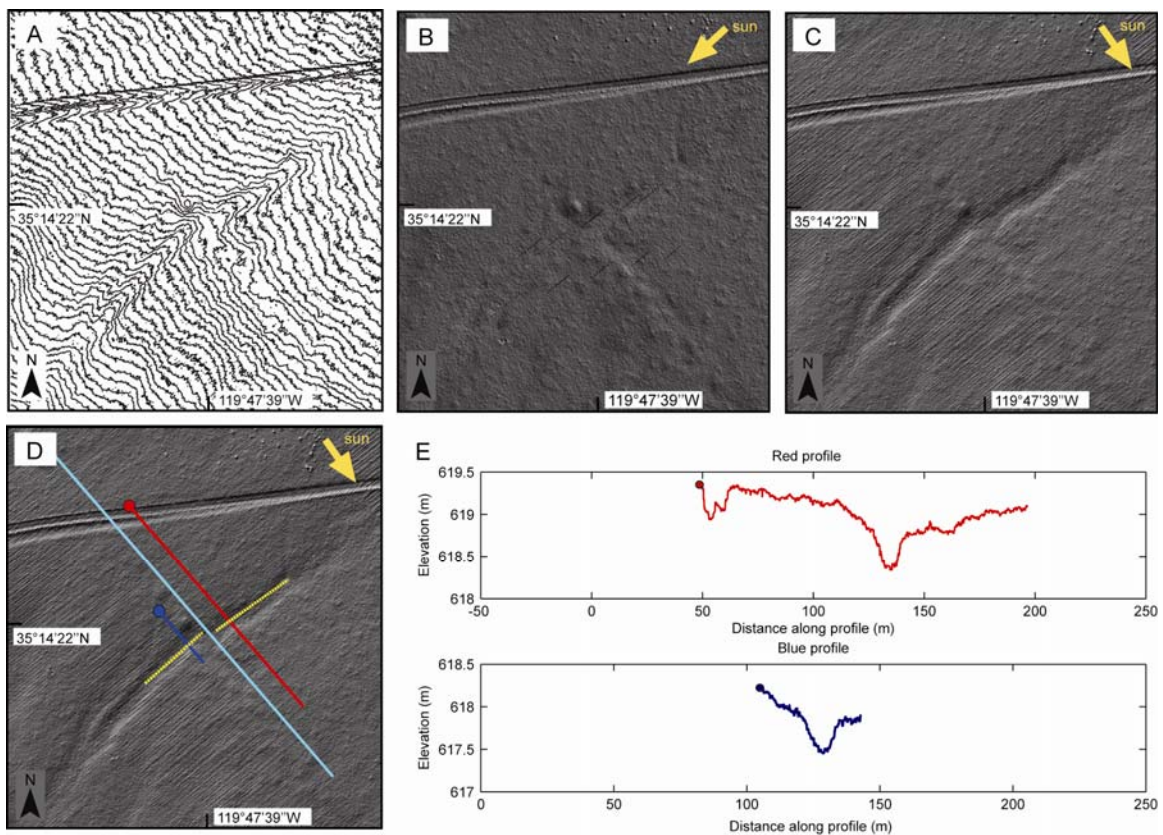 A
35°14'22"N
119°47'39"W
N
B
sun
35°14'22"N
119°47'39"W
N
C
sun
35°14'22"N
119°47'39"W
N
D
sun
35°14'22"N
119°47'39"W
N
E
Red profile
Elevation (m)
619.5
619
618.5
618
-50 0 50 100 150 200 250
Distance along profile (m)
Blue profile
Elevation (m)
618.5
618
617.5
617
0 50 100 150 200 250
Distance along profile (m)